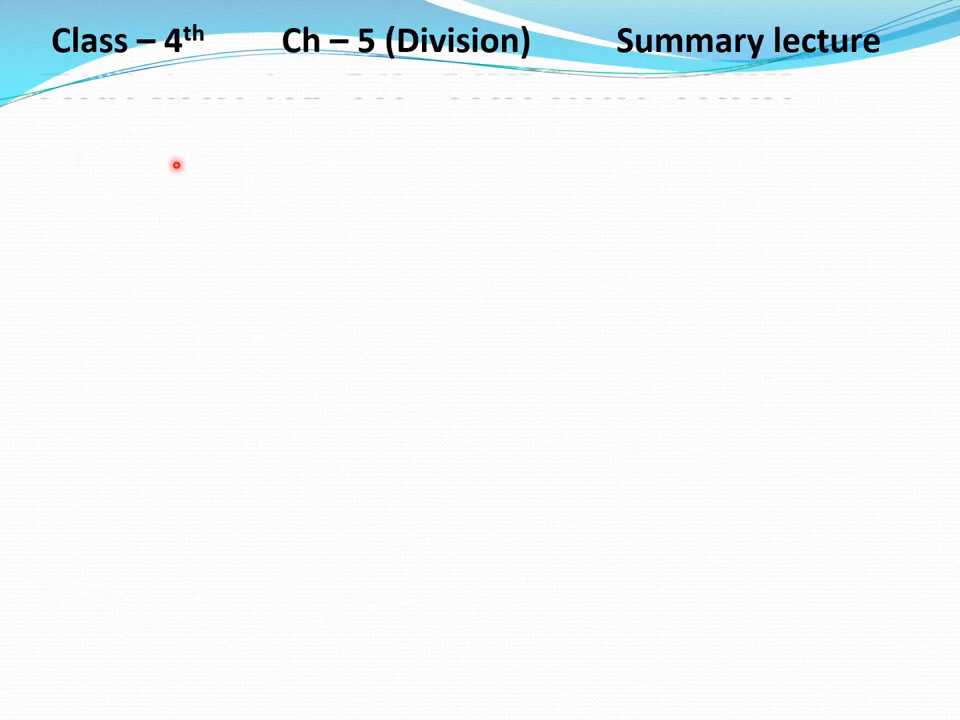 Class – 4th Ch – 5 (Division) Summary lecture